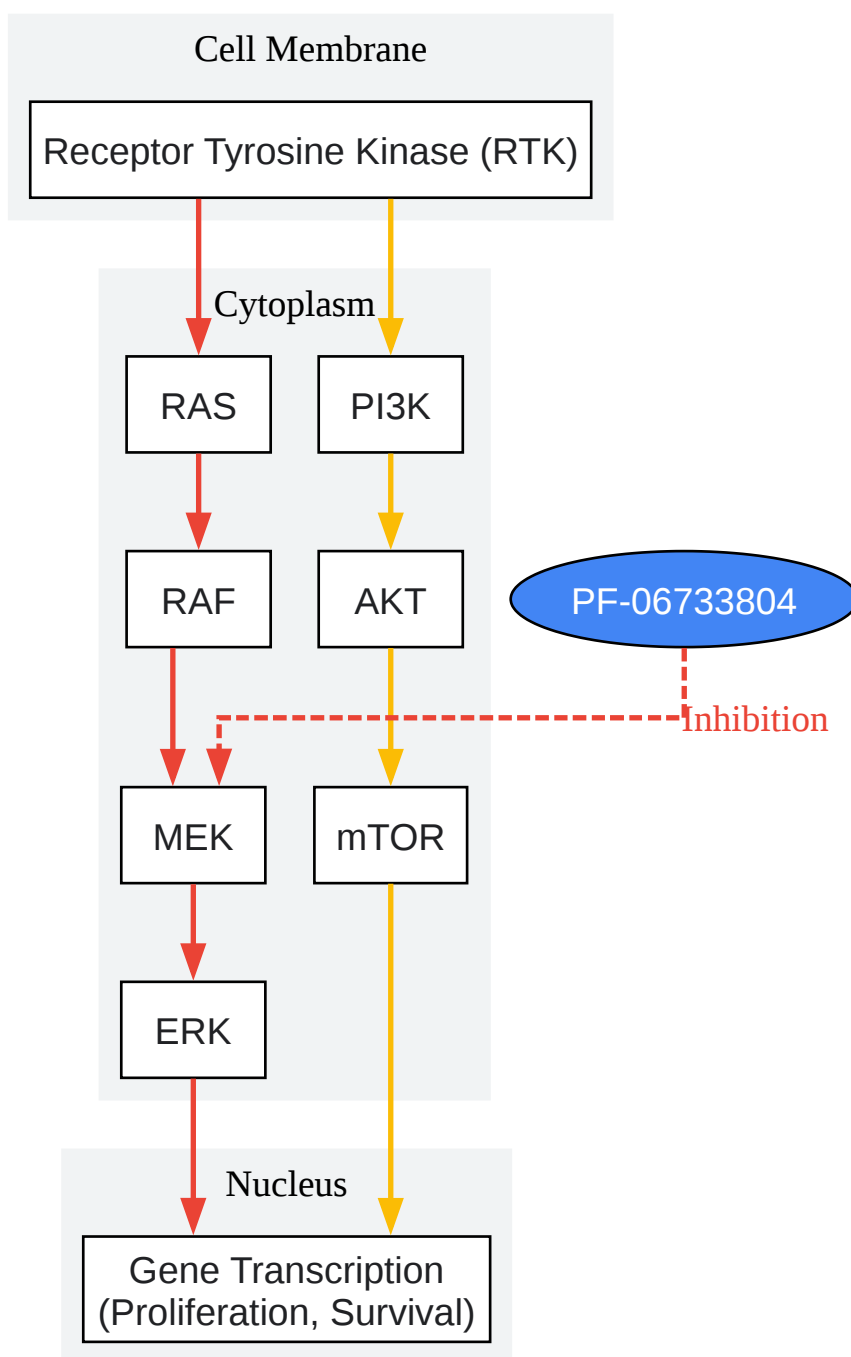 Cell Membrane
Receptor Tyrosine Kinase (RTK)
Cytoplasm
RAS
PI3K
RAF
AKT
PF-06733804
Inhibition
MEK
mTOR
ERK
Nucleus
Gene Transcription
(Proliferation, Survival)